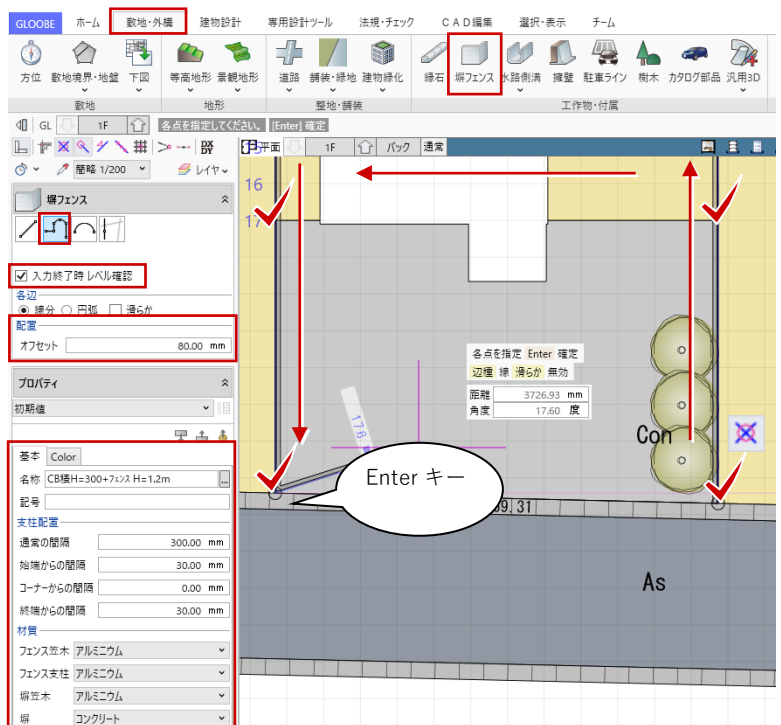 GLOOBE ホーム 敷地・外構 建物設計 専用設計ツール 法規・チェック CAD編集 選択・表示 チーム
方位 敷地境界・地盤 下図 等高地形 景観地形 道路 舗装・緑地 建物緑化 縁石 塀フェンス 水路側溝 擁壁 駐車ライン 樹木 カタログ部品 汎用3D
敷地 地形 整地・舗装 工作物・付属
GL 1F 各点を指定してください。 [Enter] 確定
平面 1F バック 通常
簡略 1/200 レイヤ
塀フェンス
入力終了時 レベル確認
各辺
線分 円弧 滑らか
配置
オフセット 80.00 mm
プロパティ
初期値
基本 Color
名称 CB積H=300+フェンス H=1.2m ...
記号
支柱配置
通常の間隔 300.00 mm
始端からの間隔 30.00 mm
コーナーからの間隔 0.00 mm
終端からの間隔 30.00 mm
材質
フェンス笠木 アルミニウム
フェンス支柱 アルミニウム
塀笠木 アルミニウム
塀 コンクリート
16
17
各点を指定 Enter 確定
辺種 線 滑らか 無効
距離 3726.93 mm
角度 17.60 度
17.6
Con
Enter キー
9.31
As